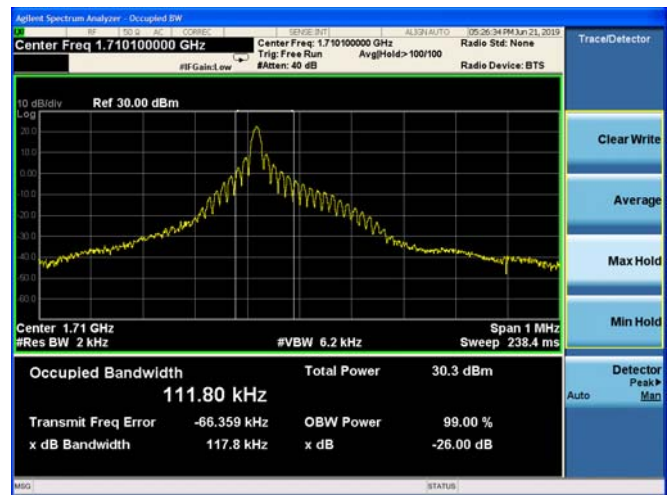 Agilent Spectrum Analyzer - Occupied BW
LXI RF 50 Ω AC CORREC SENSE:INT ALIGN AUTO 05:26:34 PM Jun 21, 2019
Center Freq 1.710100000 GHz Center Freq: 1.710100000 GHz Radio Std: None Trace/Detector
Trig: Free Run Avg|Hold:>100/100
#IFGain:Low #Atten: 40 dB Radio Device: BTS
10 dB/div Ref 30.00 dBm
Log
20.0
10.0
0.00
-10.0
-20.0
-30.0
-40.0
-50.0
-60.0
Clear Write
Average
Max Hold
Min Hold
Center 1.71 GHz Span 1 MHz
#Res BW 2 kHz #VBW 6.2 kHz Sweep 238.4 ms
Occupied Bandwidth Total Power 30.3 dBm
111.80 kHz
Transmit Freq Error -66.359 kHz OBW Power 99.00 %
x dB Bandwidth 117.8 kHz x dB -26.00 dB
Detector
Peak▶
Auto Man
MSG STATUS